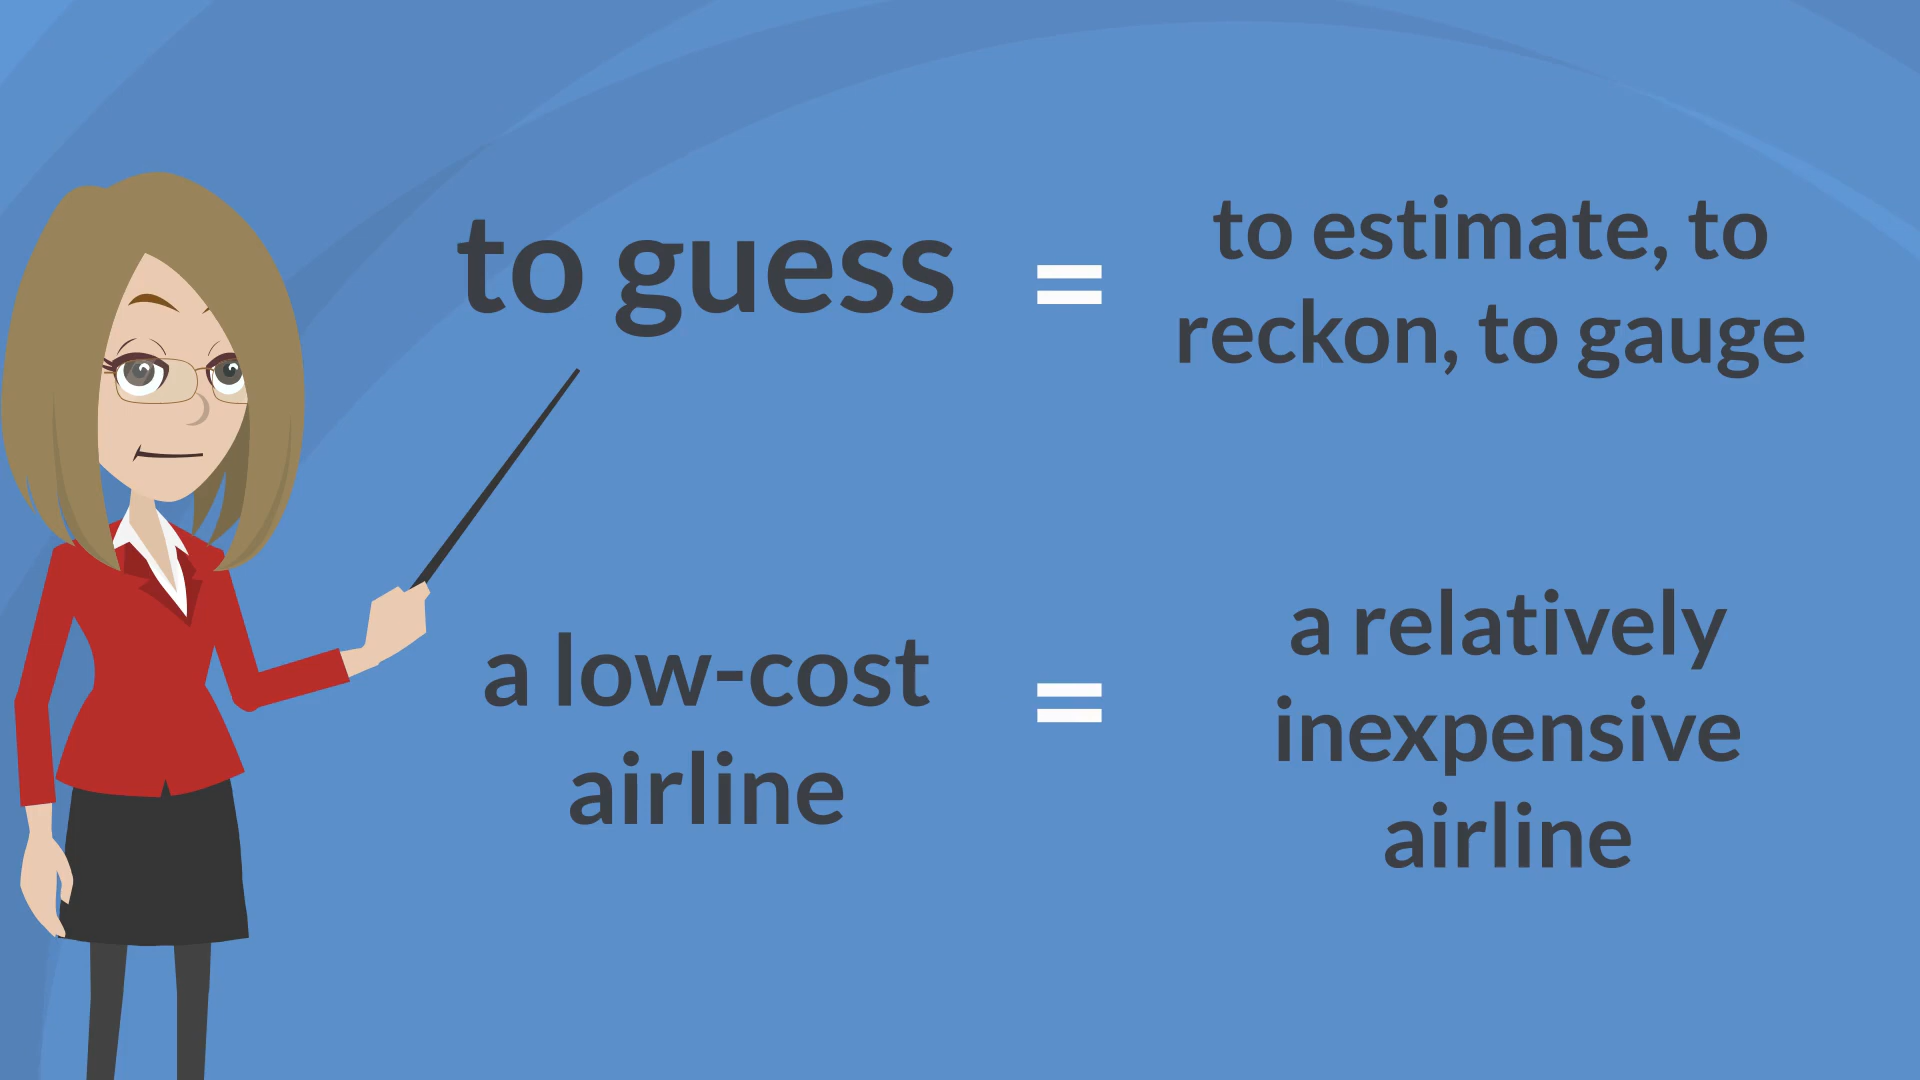 to guess
=
to estimate, to
reckon, to gauge
a low-cost
airline
=
a relatively
inexpensive
airline